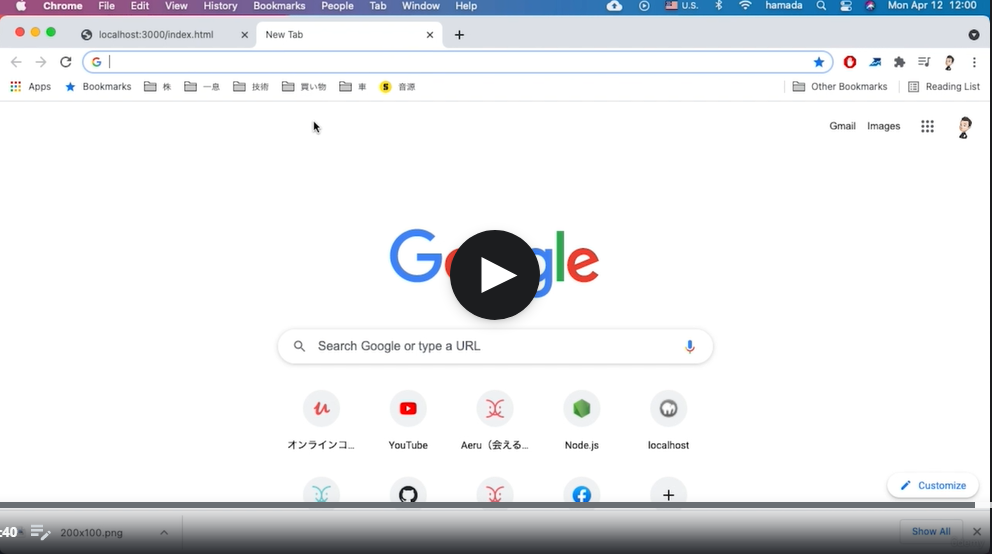 Chrome File Edit View History Bookmarks People Tab Window Help U.S. hamada Mon Apr 12 12:00
localhost:3000/index.html New Tab
Apps Bookmarks 株 一息 技術 買い物 車 S 音源 Other Bookmarks Reading List
Gmail Images
Search Google or type a URL
オンラインコ... YouTube Aeru（会える... Node.js localhost
Customize
:40 200x100.png Show All